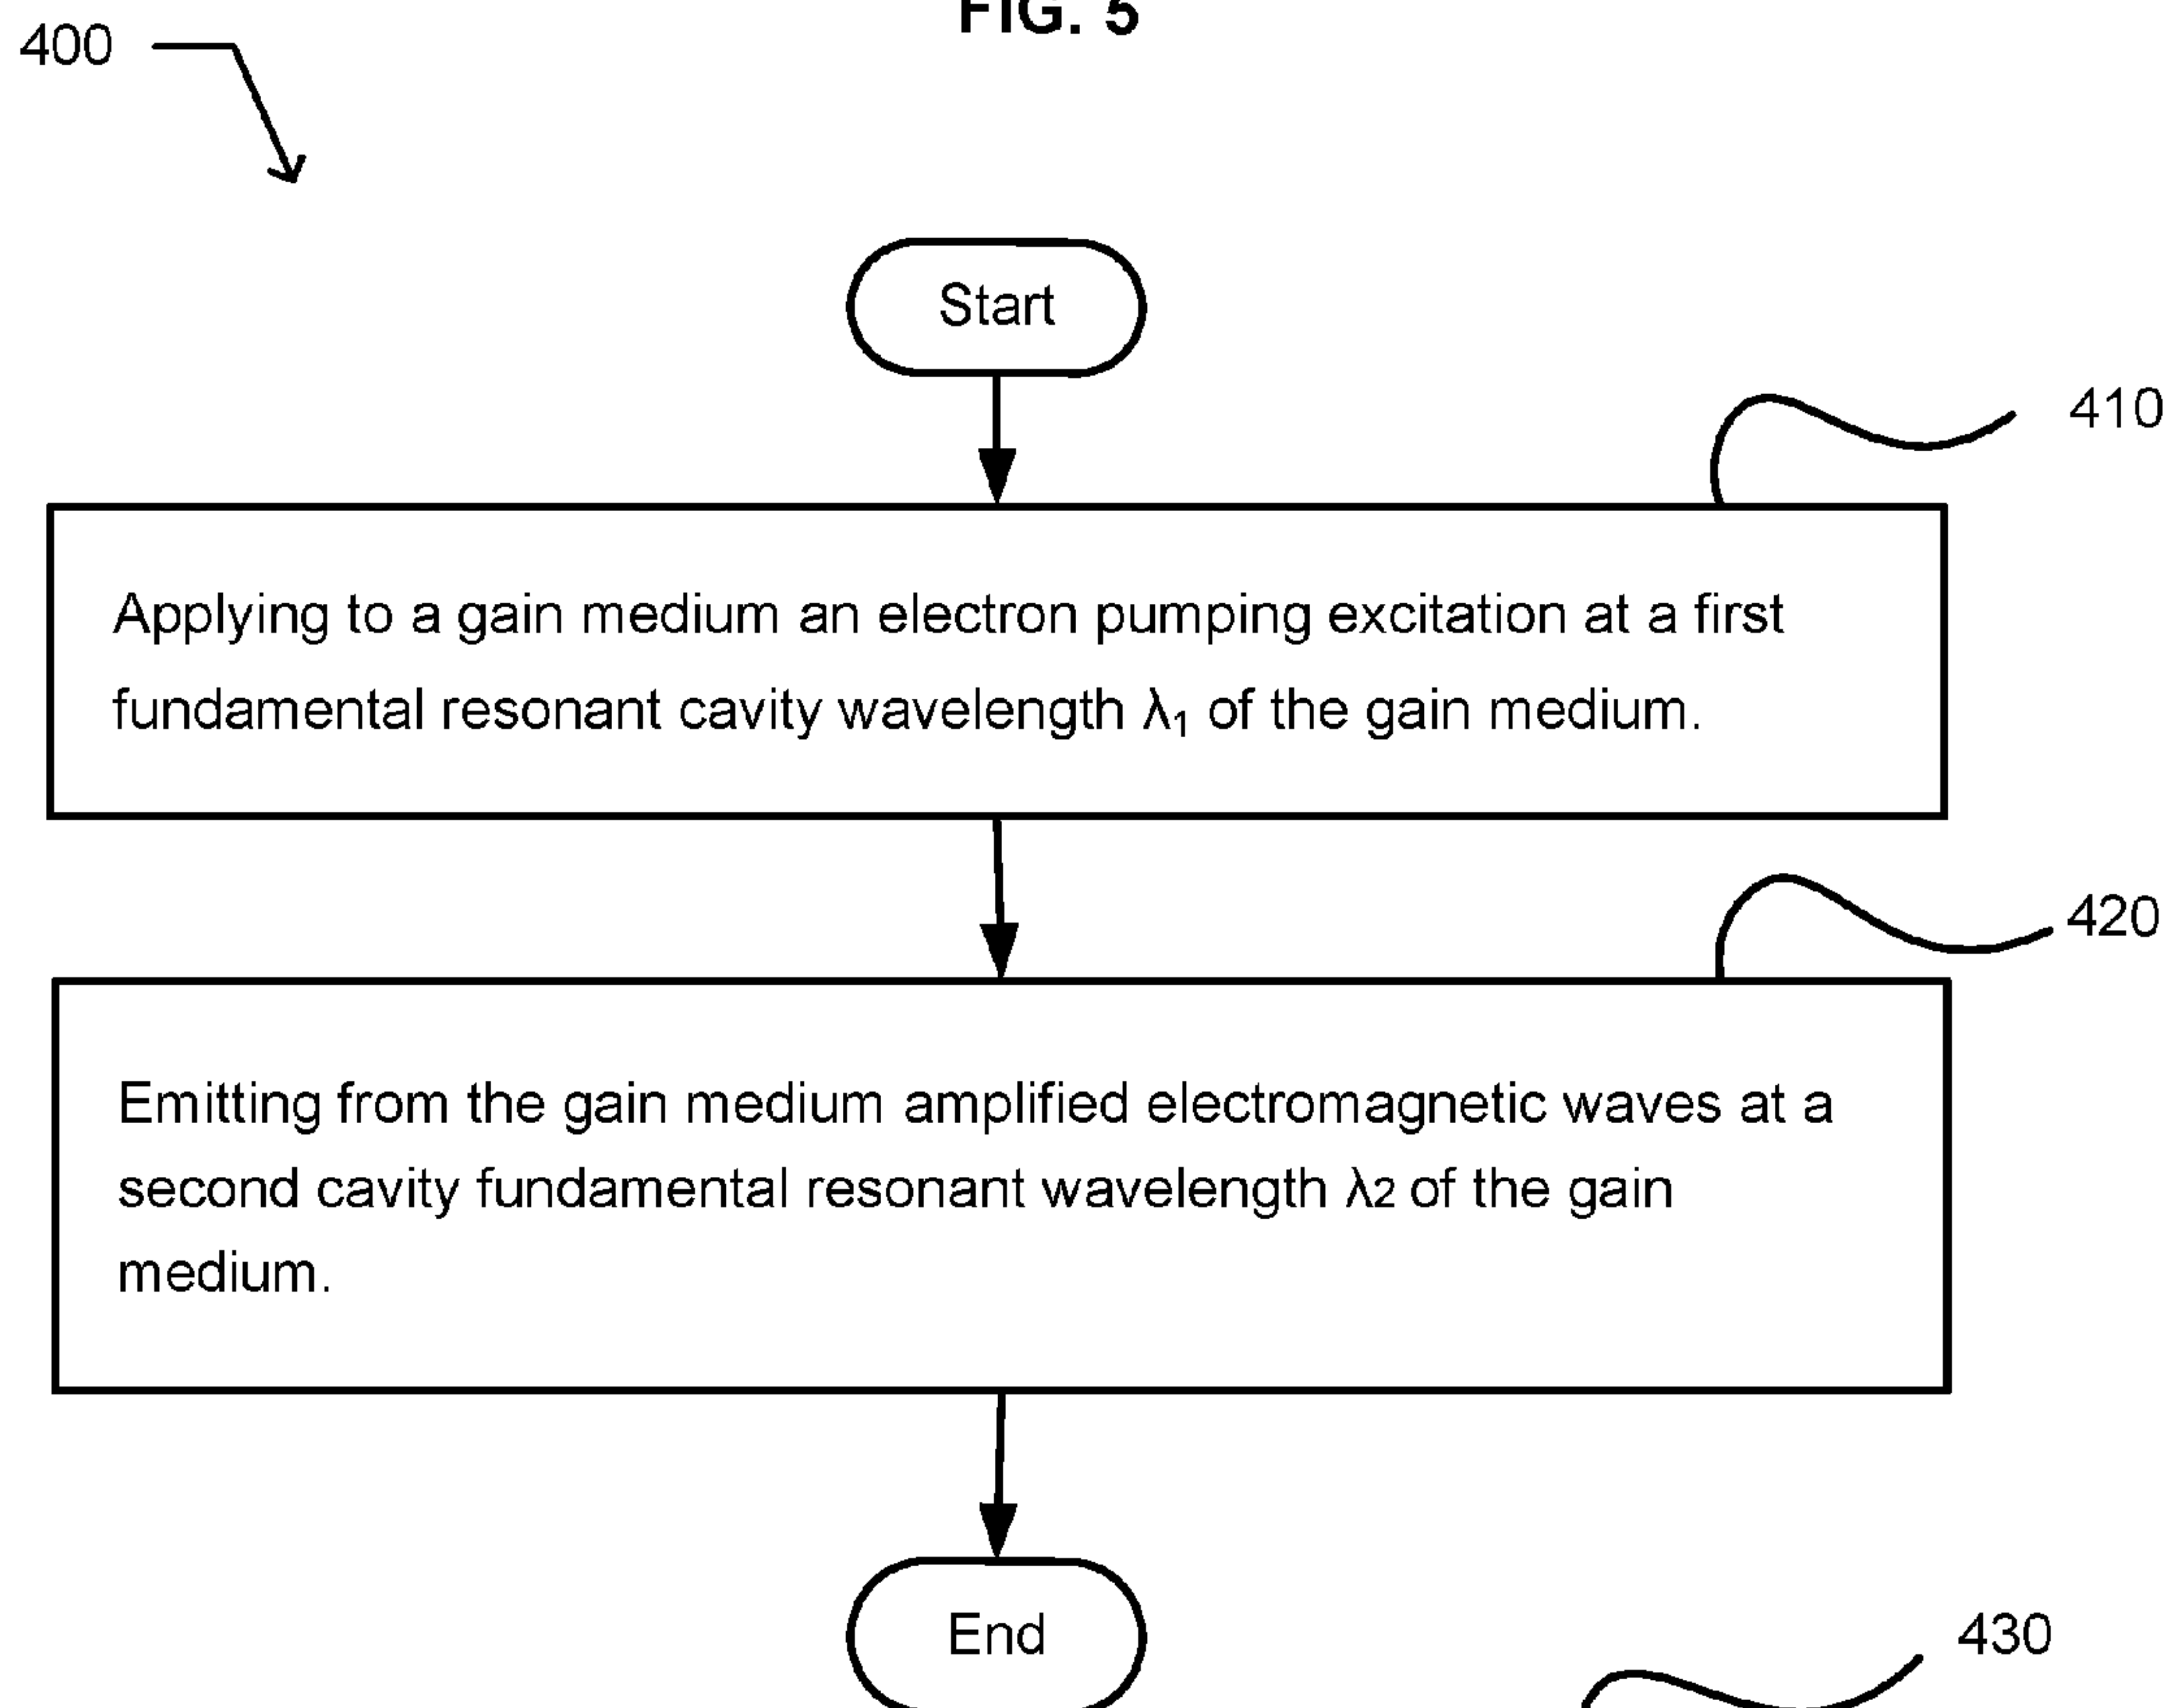 FIG. 5
400
Start
410
Applying to a gain medium an electron pumping excitation at a first
fundamental resonant cavity wavelength λ₁ of the gain medium.
420
Emitting from the gain medium amplified electromagnetic waves at a
second cavity fundamental resonant wavelength λ2 of the gain
medium.
End
430